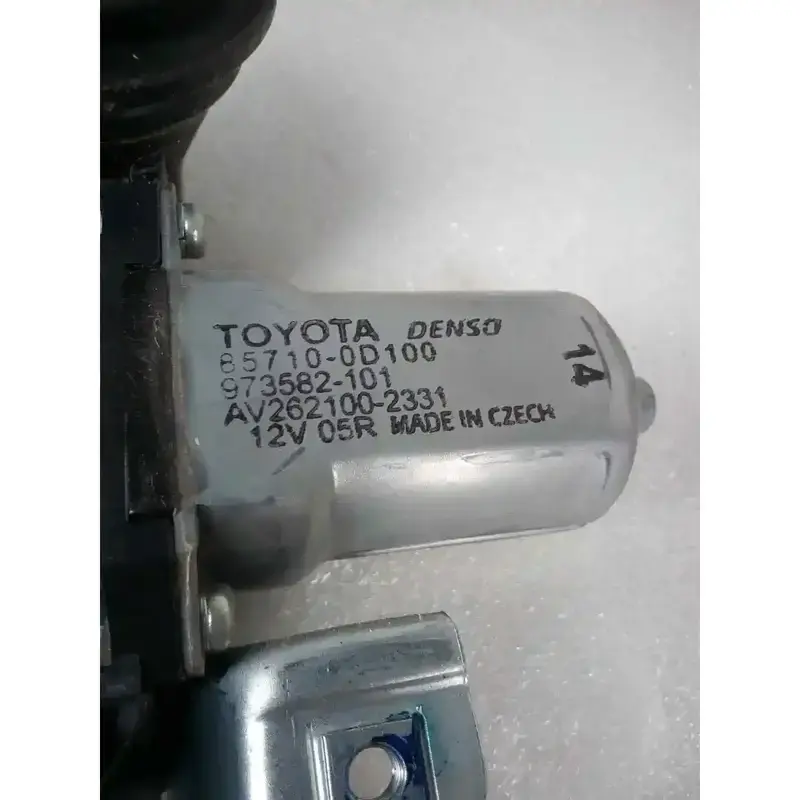 TOYOTA DENSO
85710-0D100
973582-101
AV262100-2331
12V 05R MADE IN CZECH
14